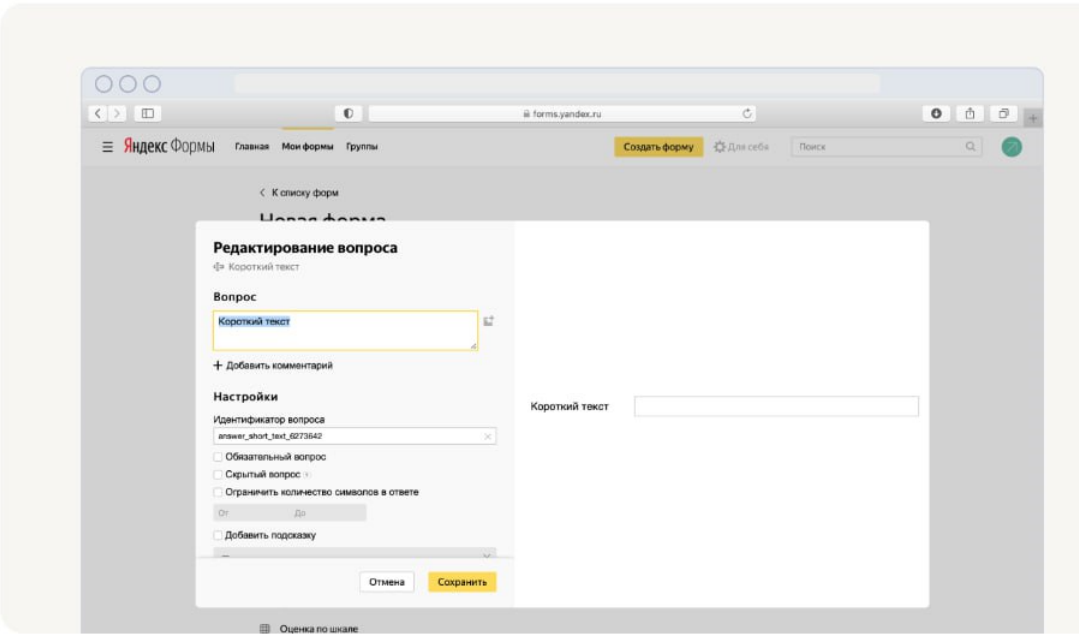 forms.yandex.ru
Яндекс Формы Главная Мои формы Группы Создать форму Для себя Поиск
К списку форм
Новая форма
Редактирование вопроса
Короткий текст
Вопрос
Короткий текст
+ Добавить комментарий
Настройки
Короткий текст
Идентификатор вопроса
answer_short_text_6273642
Обязательный вопрос
Скрытый вопрос
Ограничить количество символов в ответе
От До
Добавить подсказку
Отмена Сохранить
Оценка по шкале